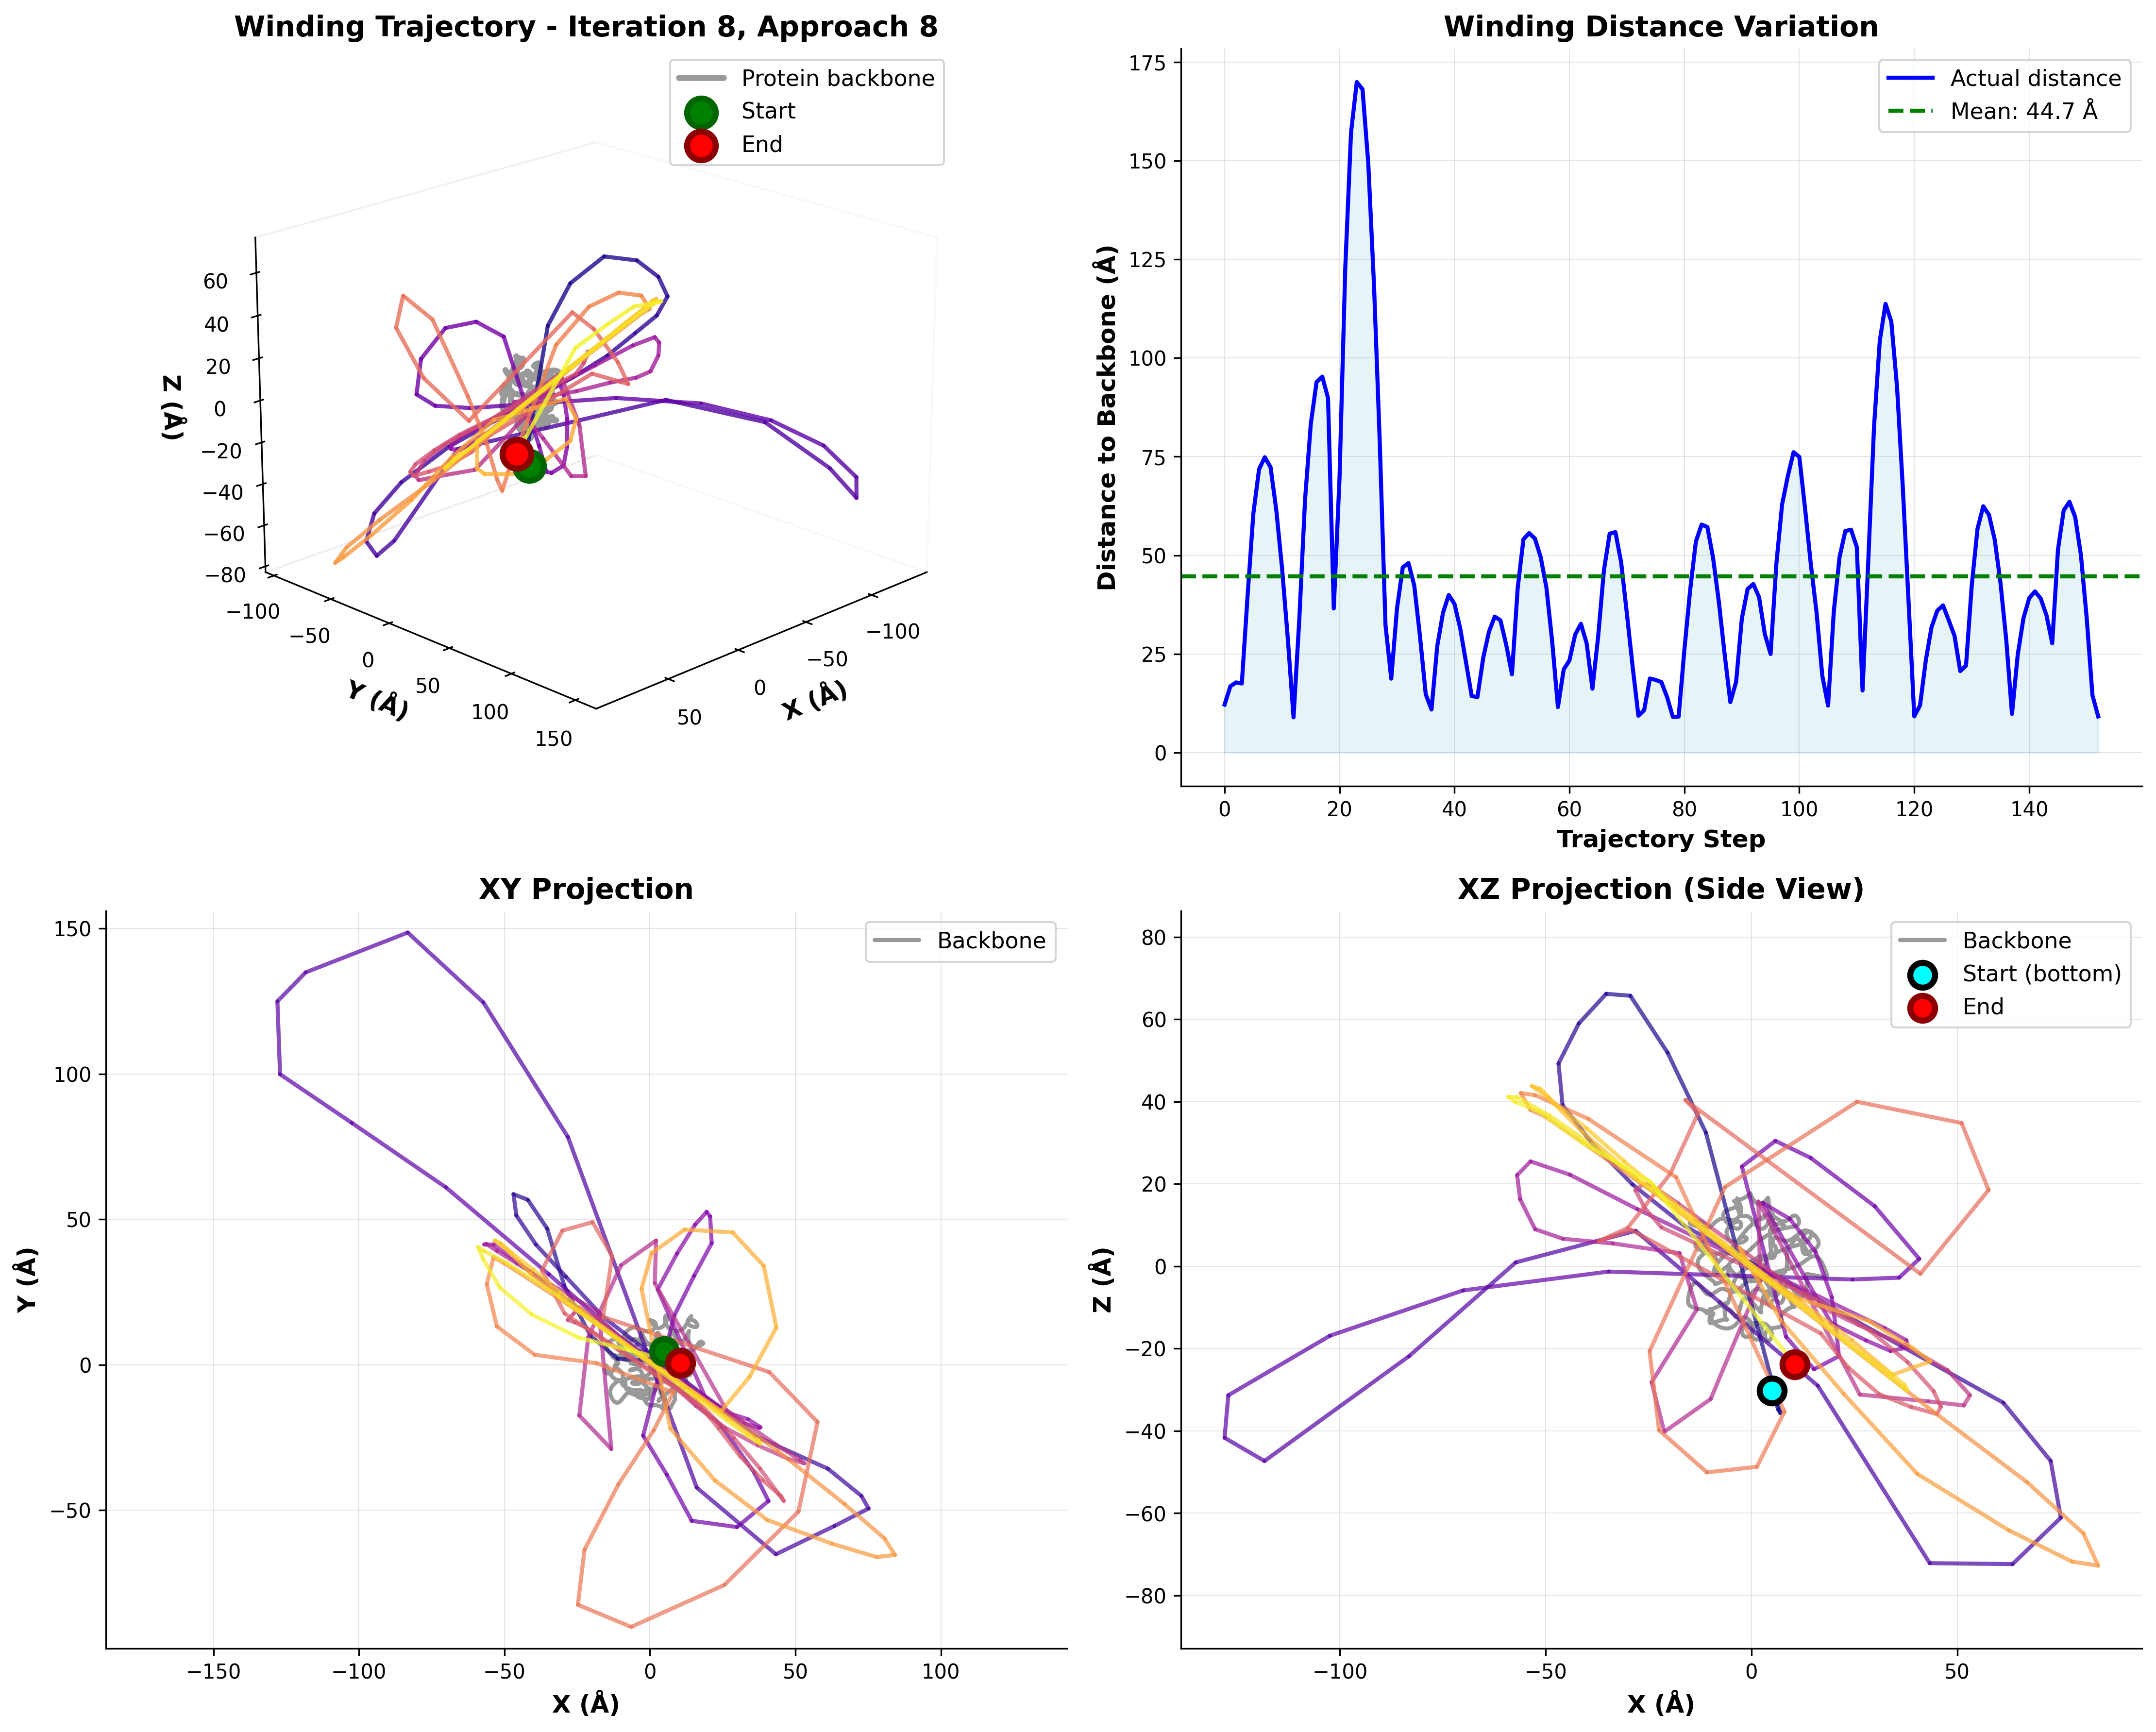 Winding Trajectory - Iteration 8, Approach 8
Protein backbone
Start
End
60
40
20
0
−20
−40
−60
−80
Z (Å)
−100
−50
0
50
100
150
Y (Å)
50
0
−50
−100
X (Å)
Winding Distance Variation
Actual distance
Mean: 44.7 Å
175
150
125
100
75
50
25
0
Distance to Backbone (Å)
0
20
40
60
80
100
120
140
Trajectory Step
XY Projection
Backbone
150
100
50
0
−50
Y (Å)
−150
−100
−50
0
50
100
X (Å)
XZ Projection (Side View)
Backbone
Start (bottom)
End
80
60
40
20
0
−20
−40
−60
−80
Z (Å)
−100
−50
0
50
X (Å)